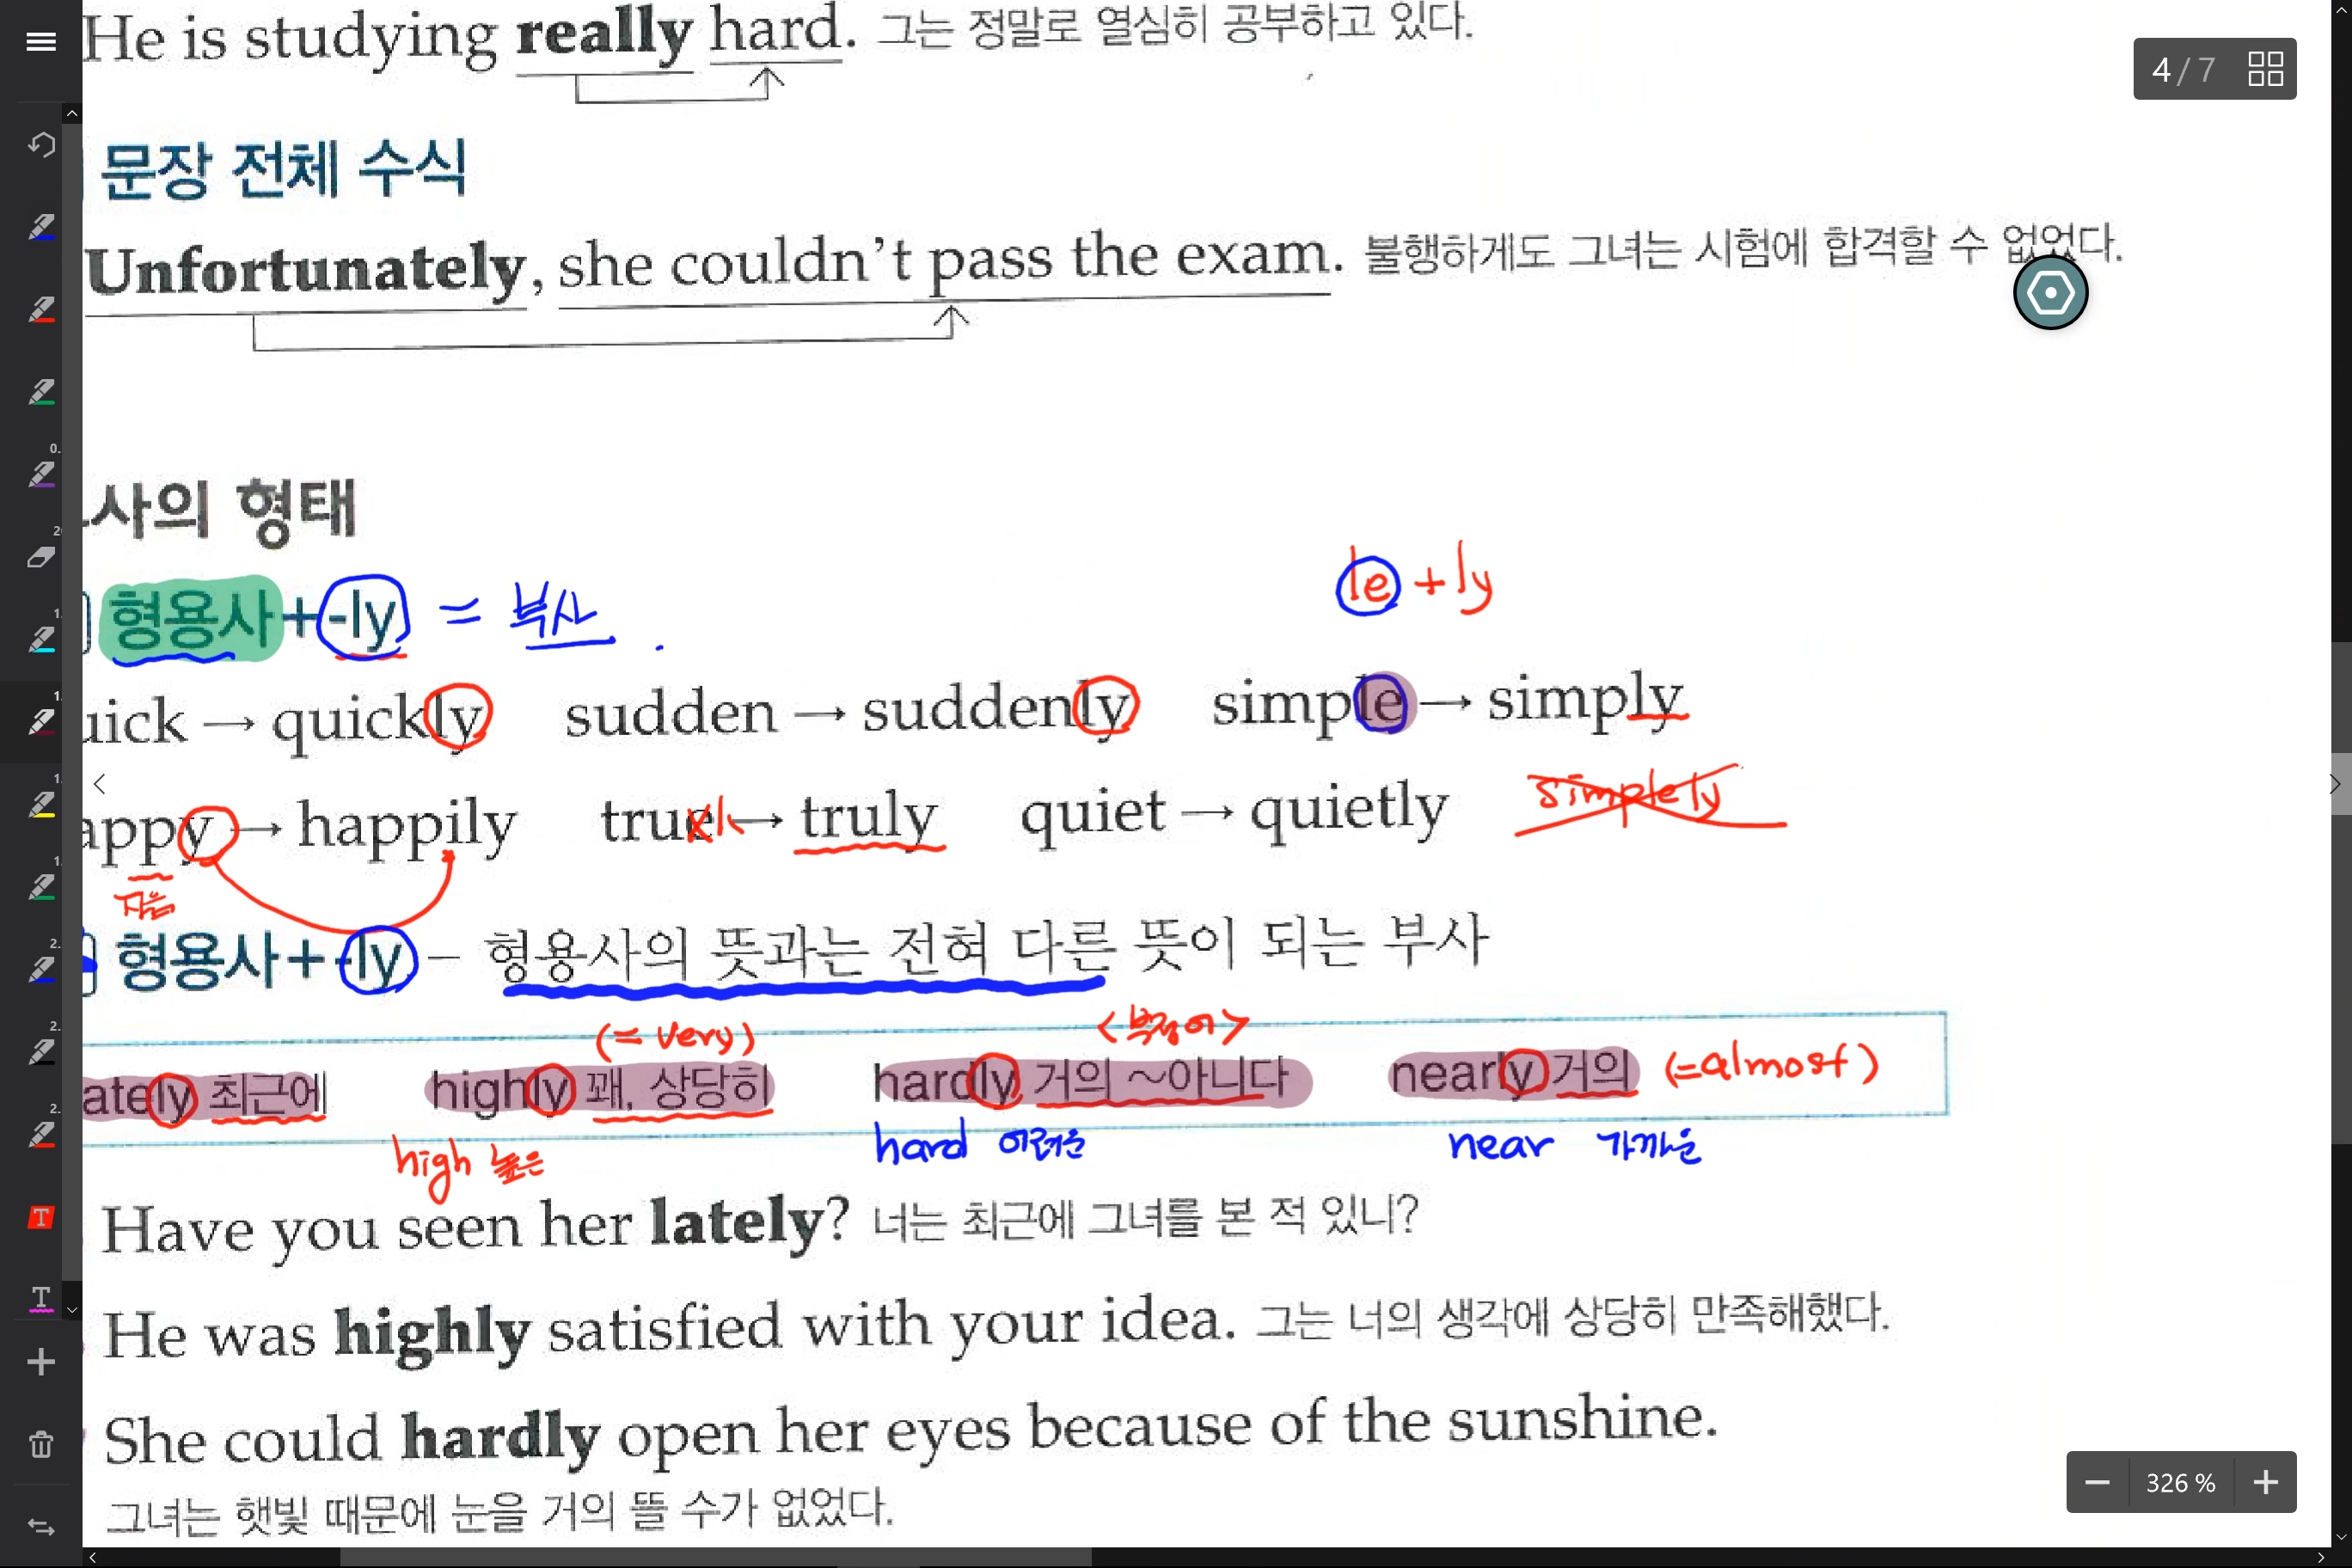 He is studying really hard. 그는 정말로 열심히 공부하고 있다.
4 / 7
문장 전체 수식
Unfortunately, she couldn't pass the exam. 불행하게도 그녀는 시험에 합격할 수 없었다.
사의 형태
le + ly
형용사+-ly = 부사
uick → quickly sudden → suddenly simple → simply
appy → happily true → truly quiet → quietly simplely
자음
형용사+-ly – 형용사의 뜻과는 전혀 다른 뜻이 되는 부사
(= very) <부정어>
ately 최근에 highly 꽤, 상당히 hardly 거의 ~아니다 nearly 거의 (=almost)
high 높은 hard 어려운 near 가까운
Have you seen her lately? 너는 최근에 그녀를 본 적 있니?
He was highly satisfied with your idea. 그는 너의 생각에 상당히 만족해했다.
She could hardly open her eyes because of the sunshine.
326 %
그녀는 햇빛 때문에 눈을 거의 뜰 수가 없었다.